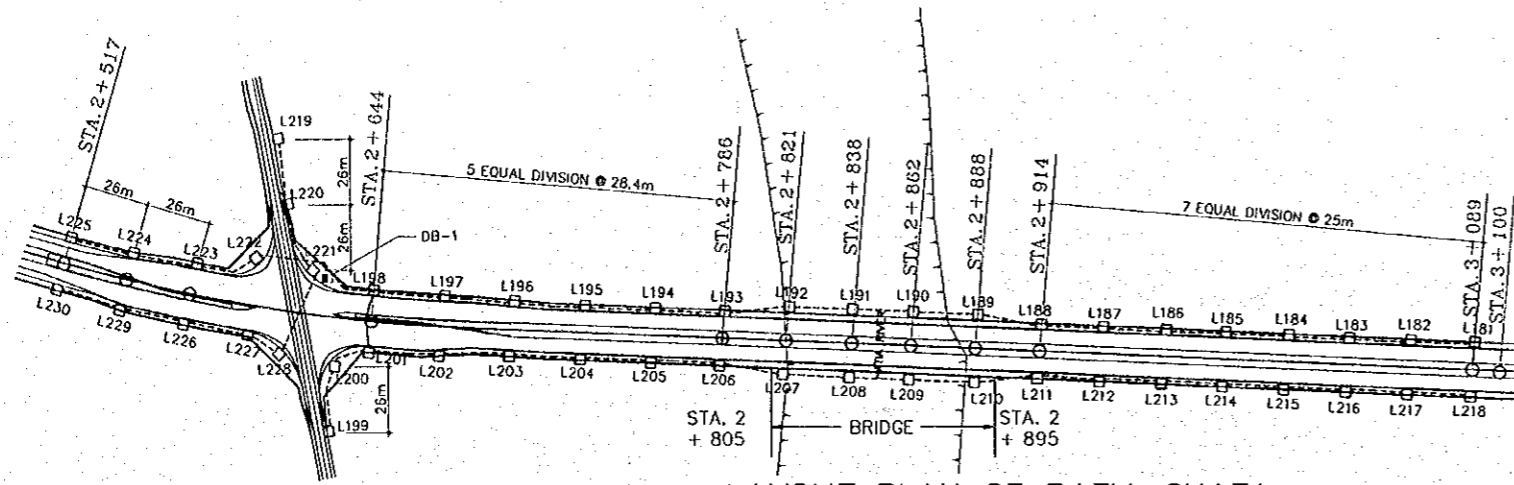 STA. 2 + 517
L219
26m
STA. 2 + 644
5 EQUAL DIVISION @ 28.4m
STA. 2 + 786
STA. 2 + 821
STA. 2 + 838
STA. 2 + 862
STA. 2 + 888
STA. 2 + 914
7 EQUAL DIVISION @ 25m
STA. 3 + 089
STA. 3 + 100
26m
26m
L220
26m
DB-1
L225
L224
L223
L222
L221
L198
L197
L196
L195
L194
L193
L192
L191
L190
L189
L188
L187
L186
L185
L184
L183
L182
L181
L230
L229
L226
L227
L228
L201
L200
L202
L203
L204
L205
L206
L207
L208
L209
L210
L211
L212
L213
L214
L215
L216
L217
L218
26m
L199
STA. 2
+ 805
BRIDGE
STA. 2
+ 895